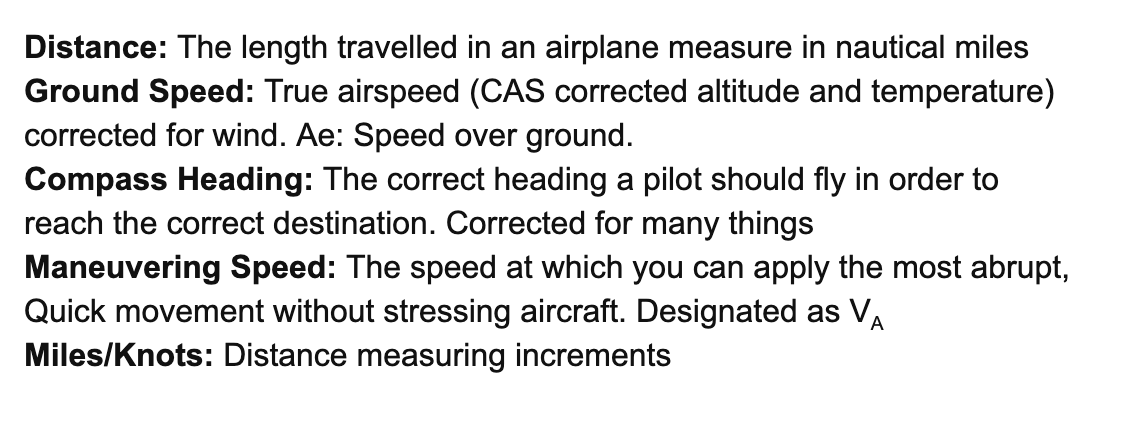 Distance: The length travelled in an airplane measure in nautical miles
Ground Speed: True airspeed (CAS corrected altitude and temperature)
corrected for wind. Ae: Speed over ground.
Compass Heading: The correct heading a pilot should fly in order to
reach the correct destination. Corrected for many things
Maneuvering Speed: The speed at which you can apply the most abrupt,
Quick movement without stressing aircraft. Designated as VA
Miles/Knots: Distance measuring increments